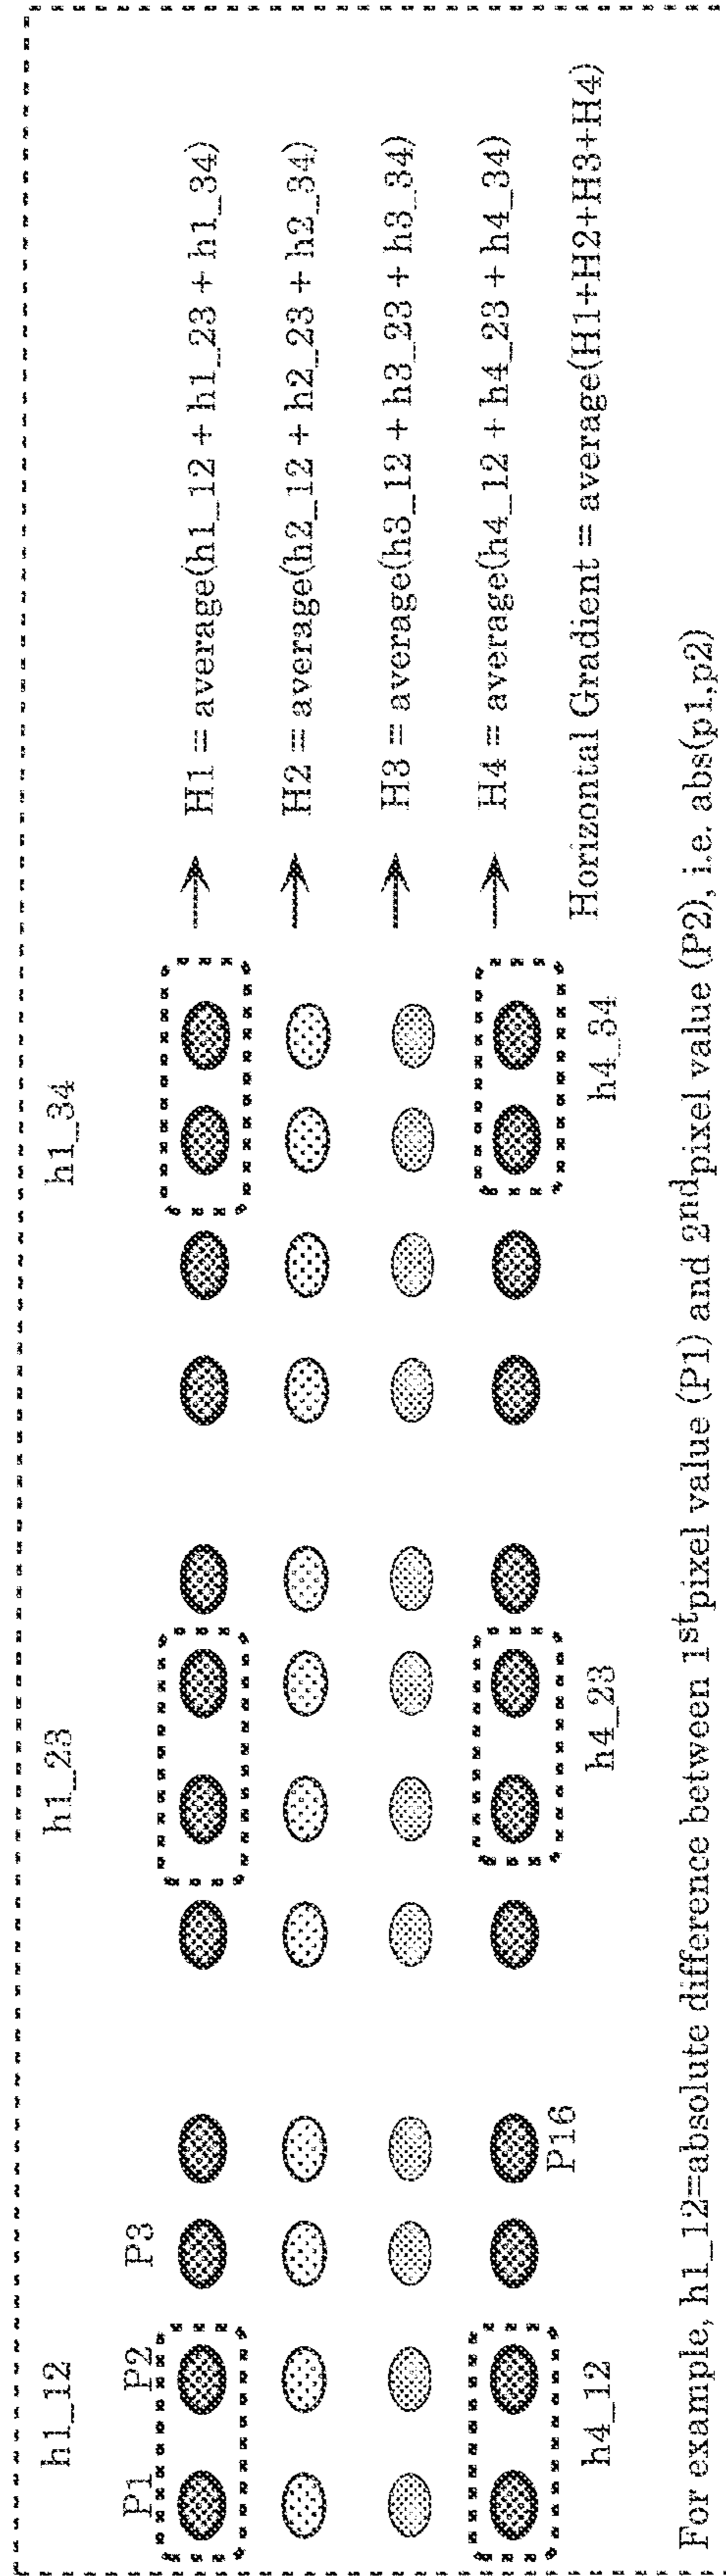 h1_12
h1_23
h1_34
P1
P2
P3
H1 = average(h1_12 + h1_23 + h1_34)
H2 = average(h2_12 + h2_23 + h2_34)
H3 = average(h3_12 + h3_23 + h3_34)
H4 = average(h4_12 + h4_23 + h4_34)
P16
h4_12
h4_23
h4_34
Horizontal Gradient = average(H1+H2+H3+H4)
For example, h1_12=absolute difference between 1st pixel value (P1) and 2nd pixel value (P2), i.e. abs(p1,p2)